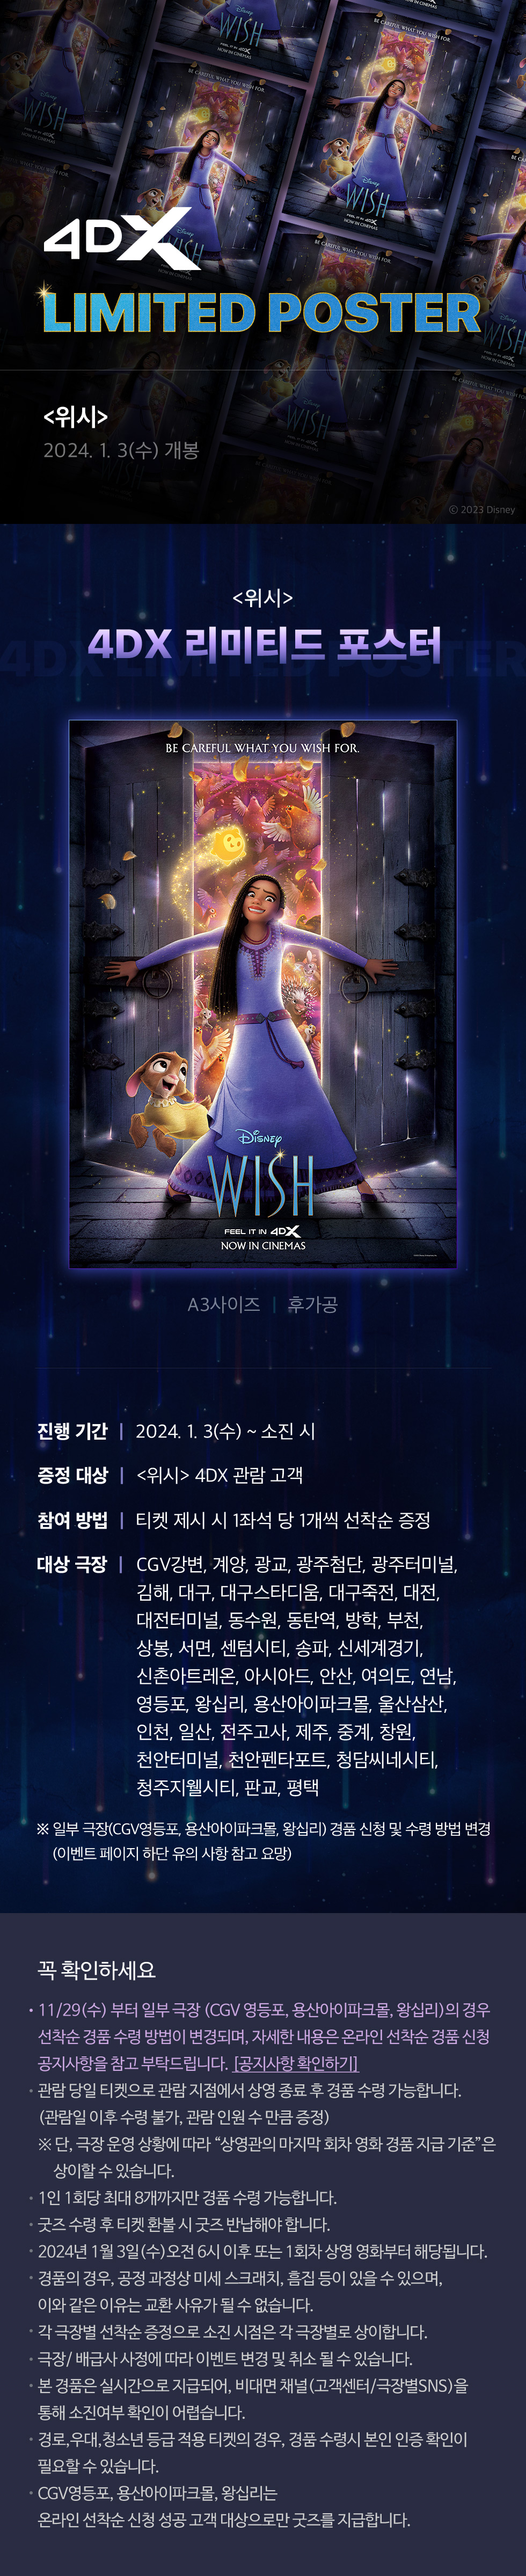 4DX
LIMITED POSTER
<위시>
2024. 1. 3(수) 개봉
© 2023 Disney
<위시>
4DX 리미티드 포스터
BE CAREFUL WHAT YOU WISH FOR.
Disney
WISH
FEEL IT IN 4DX
NOW IN CINEMAS
A3사이즈 | 후가공
진행 기간 | 2024. 1. 3(수) ~ 소진 시
증정 대상 | <위시> 4DX 관람 고객
참여 방법 | 티켓 제시 시 1좌석 당 1개씩 선착순 증정
대상 극장 | CGV강변, 계양, 광교, 광주첨단, 광주터미널,
김해, 대구, 대구스타디움, 대구죽전, 대전,
대전터미널, 동수원, 동탄역, 방학, 부천,
상봉, 서면, 센텀시티, 송파, 신세계경기,
신촌아트레온, 아시아드, 안산, 여의도, 연남,
영등포, 왕십리, 용산아이파크몰, 울산삼산,
인천, 일산, 전주고사, 제주, 중계, 창원,
천안터미널, 천안펜타포트, 청담씨네시티,
청주지웰시티, 판교, 평택
※ 일부 극장(CGV영등포, 용산아이파크몰, 왕십리) 경품 신청 및 수령 방법 변경
(이벤트 페이지 하단 유의 사항 참고 요망)
꼭 확인하세요
• 11/29(수) 부터 일부 극장 (CGV 영등포, 용산아이파크몰, 왕십리)의 경우
선착순 경품 수령 방법이 변경되며, 자세한 내용은 온라인 선착순 경품 신청
공지사항을 참고 부탁드립니다. [공지사항 확인하기]
• 관람 당일 티켓으로 관람 지점에서 상영 종료 후 경품 수령 가능합니다.
(관람일 이후 수령 불가, 관람 인원 수 만큼 증정)
※ 단, 극장 운영 상황에 따라 “상영관의 마지막 회차 영화 경품 지급 기준”은
상이할 수 있습니다.
• 1인 1회당 최대 8개까지만 경품 수령 가능합니다.
• 굿즈 수령 후 티켓 환불 시 굿즈 반납해야 합니다.
• 2024년 1월 3일(수)오전 6시 이후 또는 1회차 상영 영화부터 해당됩니다.
• 경품의 경우, 공정 과정상 미세 스크래치, 흠집 등이 있을 수 있으며,
이와 같은 이유는 교환 사유가 될 수 없습니다.
• 각 극장별 선착순 증정으로 소진 시점은 각 극장별로 상이합니다.
• 극장/ 배급사 사정에 따라 이벤트 변경 및 취소 될 수 있습니다.
• 본 경품은 실시간으로 지급되어, 비대면 채널(고객센터/극장별SNS)을
통해 소진여부 확인이 어렵습니다.
• 경로,우대,청소년 등급 적용 티켓의 경우, 경품 수령시 본인 인증 확인이
필요할 수 있습니다.
• CGV영등포, 용산아이파크몰, 왕십리는
온라인 선착순 신청 성공 고객 대상으로만 굿즈를 지급합니다.